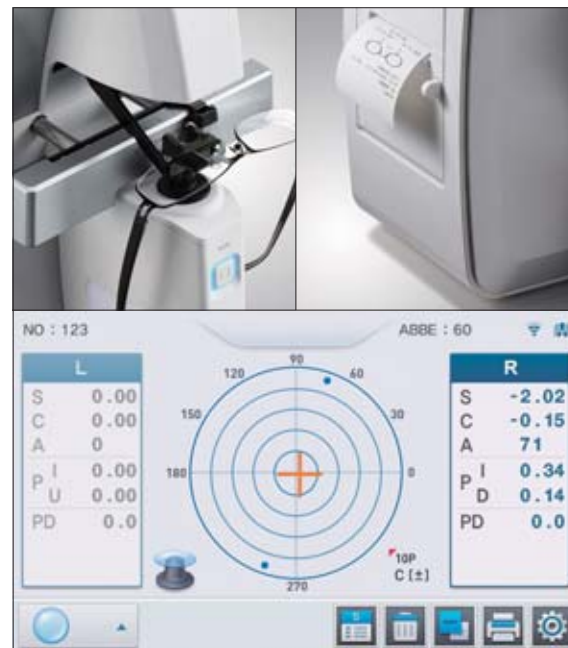 NO : 123
ABBE : 60
L
S 0.00
C 0.00
A 0
P I 0.00
U 0.00
PD 0.0
90
120
60
150
30
180
0
270
10P
C [±]
R
S -2.02
C -0.15
A 71
P I 0.34
D 0.14
PD 0.0
S